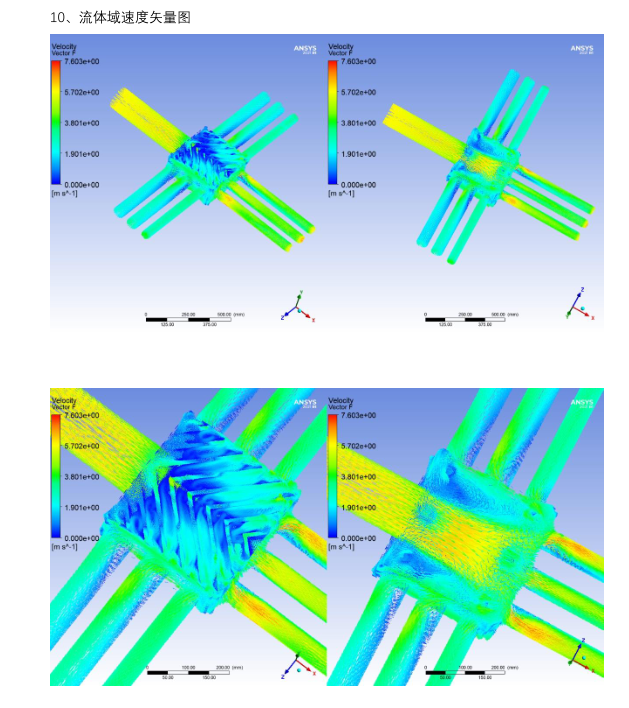 10、流体域速度矢量图
Velocity
Vector F
7.603e+00
5.702e+00
3.801e+00
1.901e+00
0.000e+00
[m s^-1]
ANSYS
0 250.00 500.00 (mm)
125.00 375.00
Y
Z X
Velocity
Vector F
7.603e+00
5.702e+00
3.801e+00
1.901e+00
0.000e+00
[m s^-1]
ANSYS
0 250.00 500.00 (mm)
125.00 375.00
Z
Y X
Velocity
Vector F
7.603e+00
5.702e+00
3.801e+00
1.901e+00
0.000e+00
[m s^-1]
ANSYS
0 100.00 200.00 (mm)
50.00 150.00
Z X
Velocity
Vector F
7.603e+00
5.702e+00
3.801e+00
1.901e+00
0.000e+00
[m s^-1]
ANSYS
0 100.00 200.00 (mm)
50.00 150.00
Z